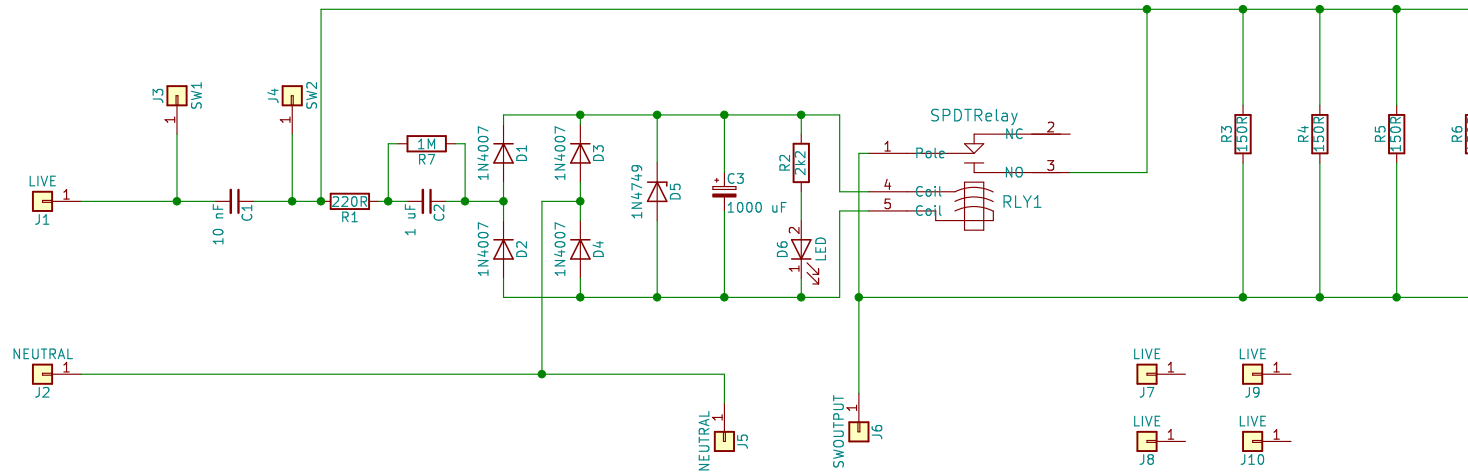 SPDTRelay
J3
1
SW1
J4
1
SW2
LIVE
1
J1
10 nF
C1
220R
R1
1M
R7
1 uF
C2
1N4007
D1
1N4007
D3
1N4007
D2
1N4007
D4
1N4749
D5
+
C3
1000 uF
R2
2k2
D6
2
1
LED
1
Pole
4
Coil
5
Coil
NC
2
NO
3
RLY1
R3
150R
R4
150R
R5
150R
R6
NEUTRAL
1
J2
NEUTRAL
1
J5
SWOUTPUT
1
J6
LIVE
1
J7
LIVE
1
J9
LIVE
1
J8
LIVE
1
J10